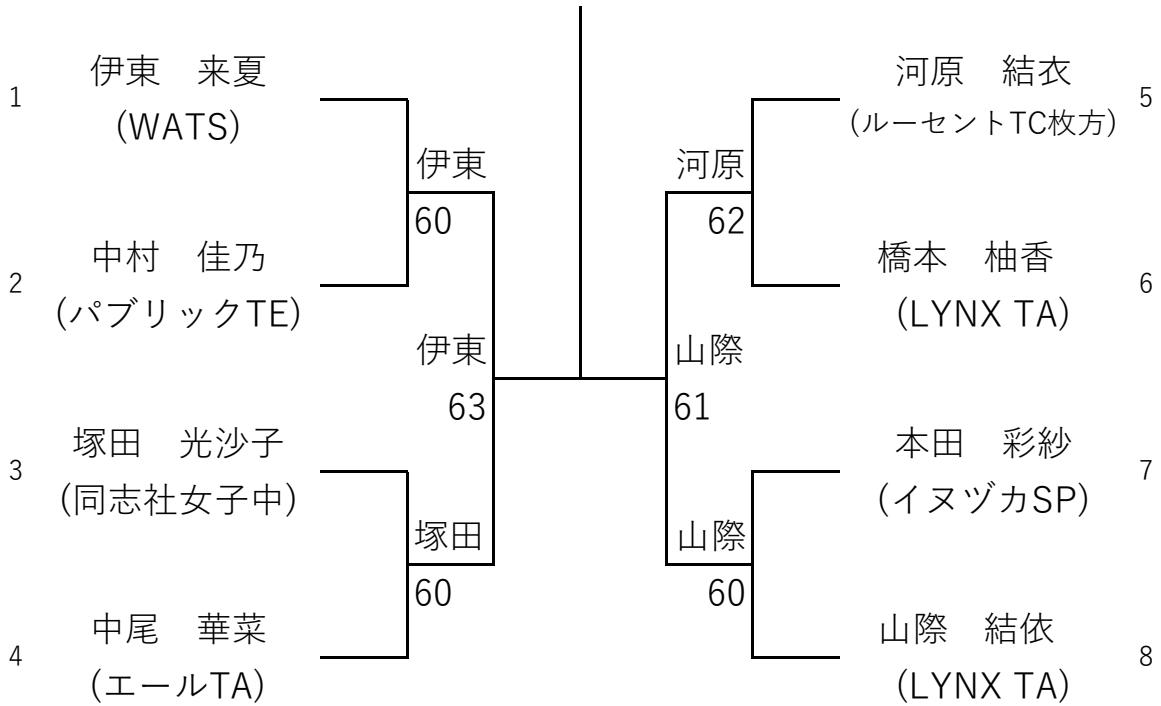 1
伊東　来夏
(WATS)
2
中村　佳乃
(パブリックTE)
3
塚田　光沙子
(同志社女子中)
4
中尾　華菜
(エールTA)
伊東
60
塚田
60
伊東
63
河原
62
山際
60
山際
61
河原　結衣
(ルーセントTC枚方)
5
橋本　柚香
(LYNX TA)
6
本田　彩紗
(イヌヅカSP)
7
山際　結依
(LYNX TA)
8